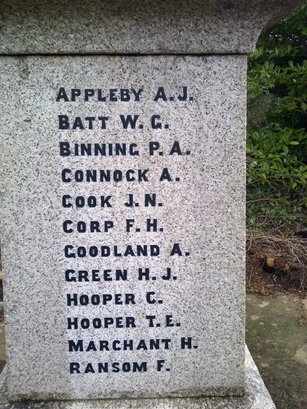 APPLEBY A.J.
BATT W.G.
BINNING P.A.
CONNOCK A.
COOK J.N.
CORP F.H.
GOODLAND A.
GREEN H.J.
HOOPER C.
HOOPER T.E.
MARCHANT H.
RANSOM F.